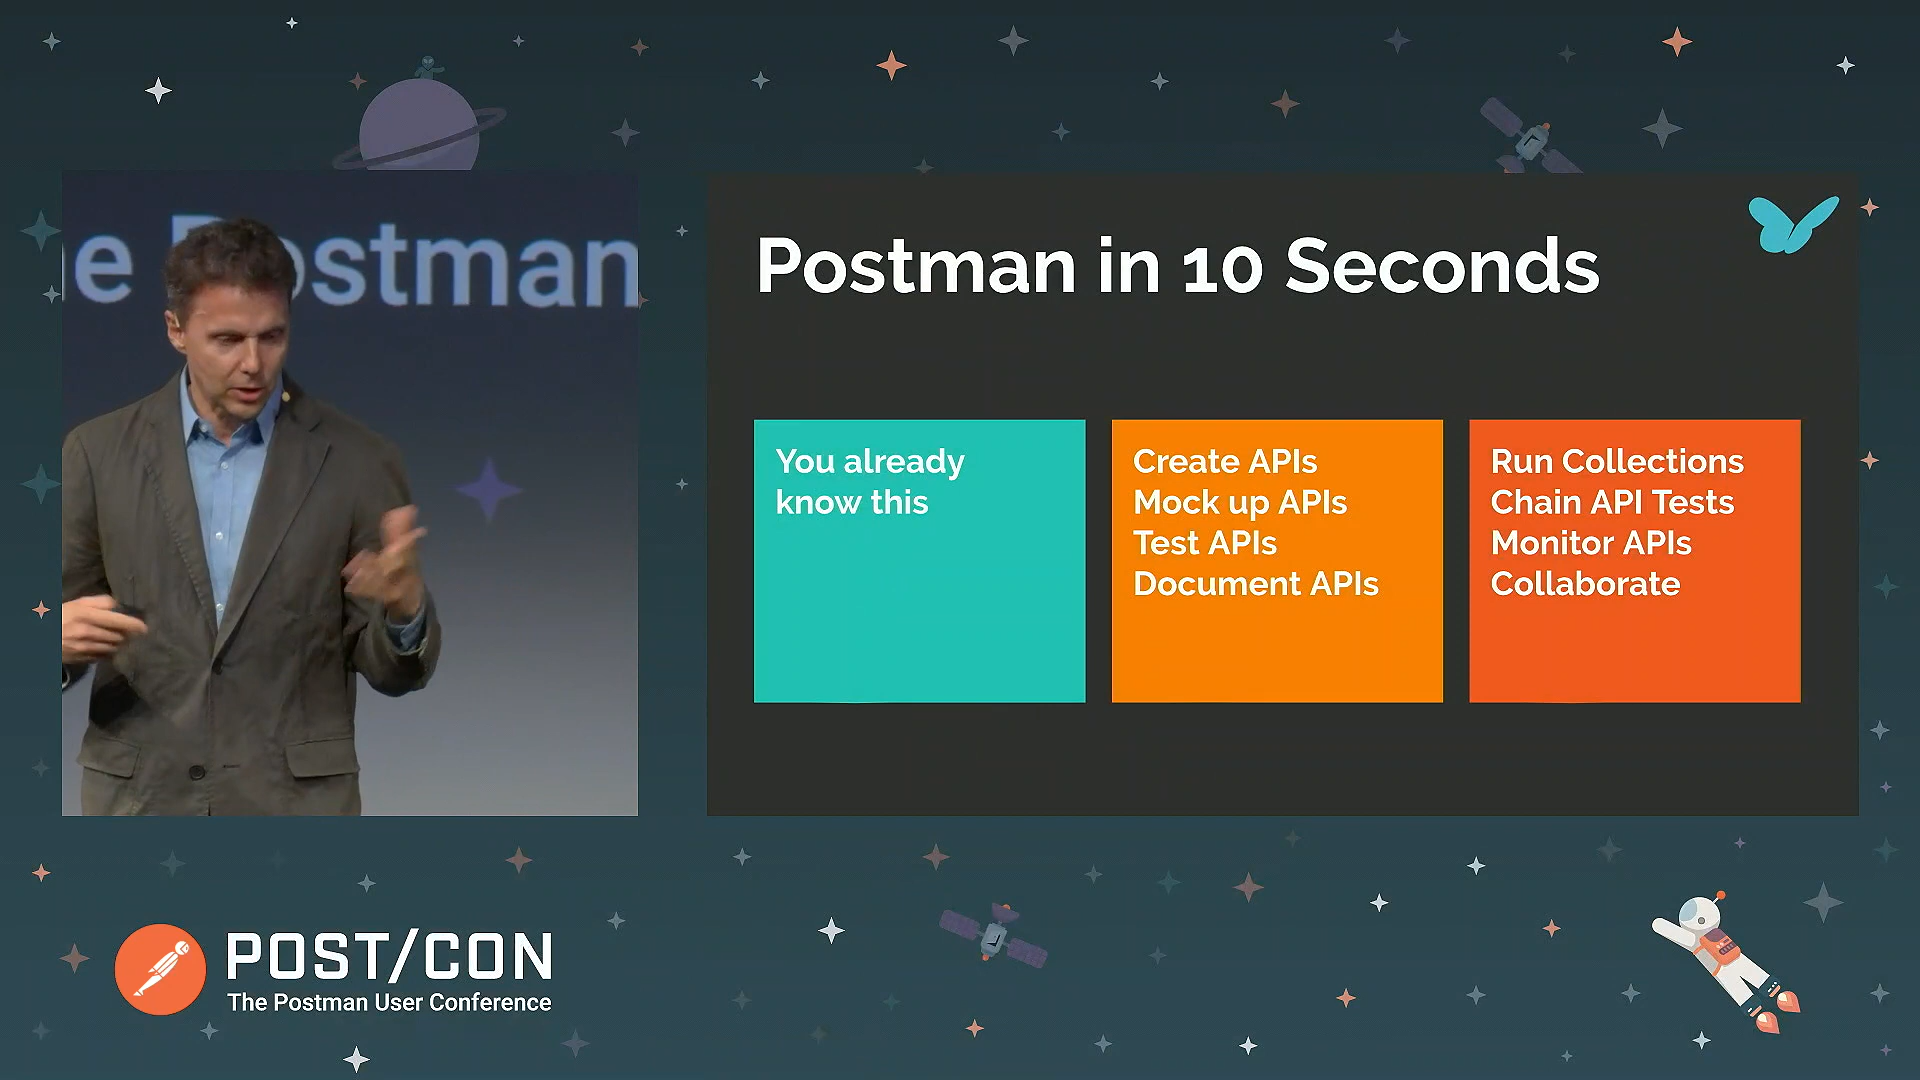 e Postman
Postman in 10 Seconds
You already
know this
Create APIs
Mock up APIs
Test APIs
Document APIs
Run Collections
Chain API Tests
Monitor APIs
Collaborate
POST/CON
The Postman User Conference